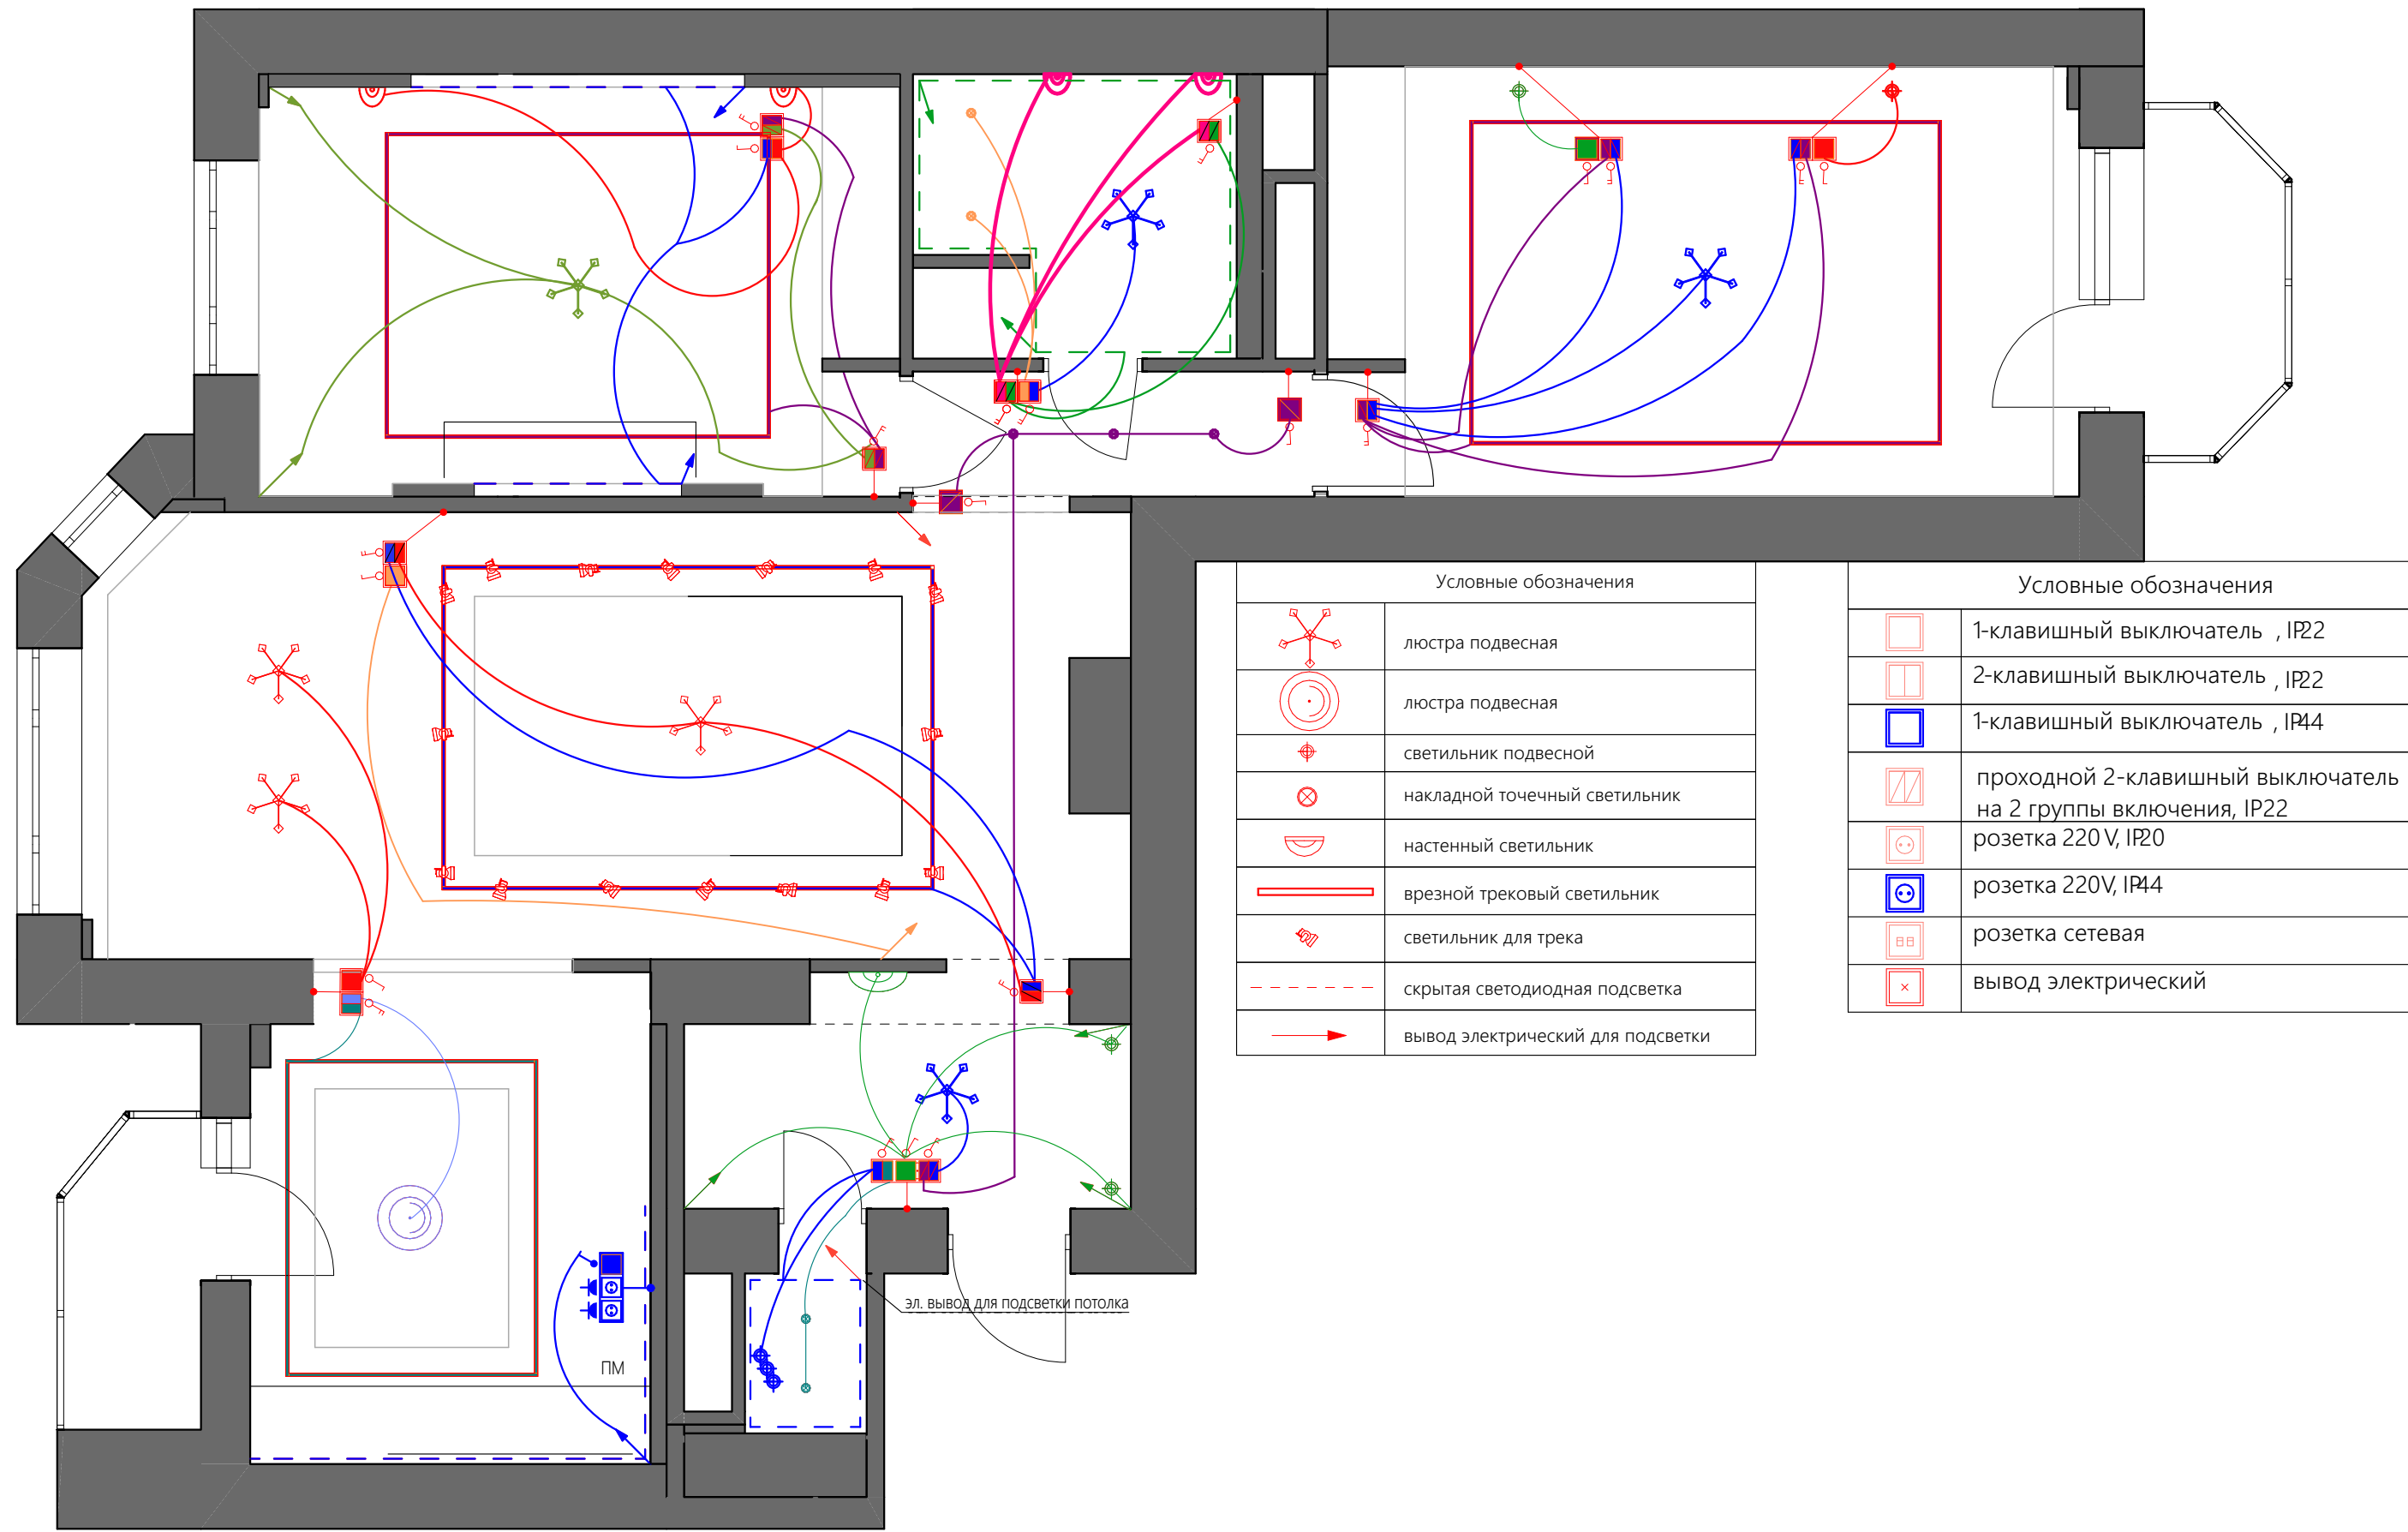 Условные обозначения
люстра подвесная
люстра подвесная
светильник подвесной
накладной точечный светильник
настенный светильник
врезной трековый светильник
светильник для трека
скрытая светодиодная подсветка
вывод электрический для подсветки
Условные обозначения
1-клавишный выключатель , IP22
2-клавишный выключатель , IP22
1-клавишный выключатель , IP44
проходной 2-клавишный выключатель
на 2 группы включения, IP22
розетка 220 V, IP20
розетка 220V, IP44
розетка сетевая
вывод электрический
эл. вывод для подсветки потолка
ПМ